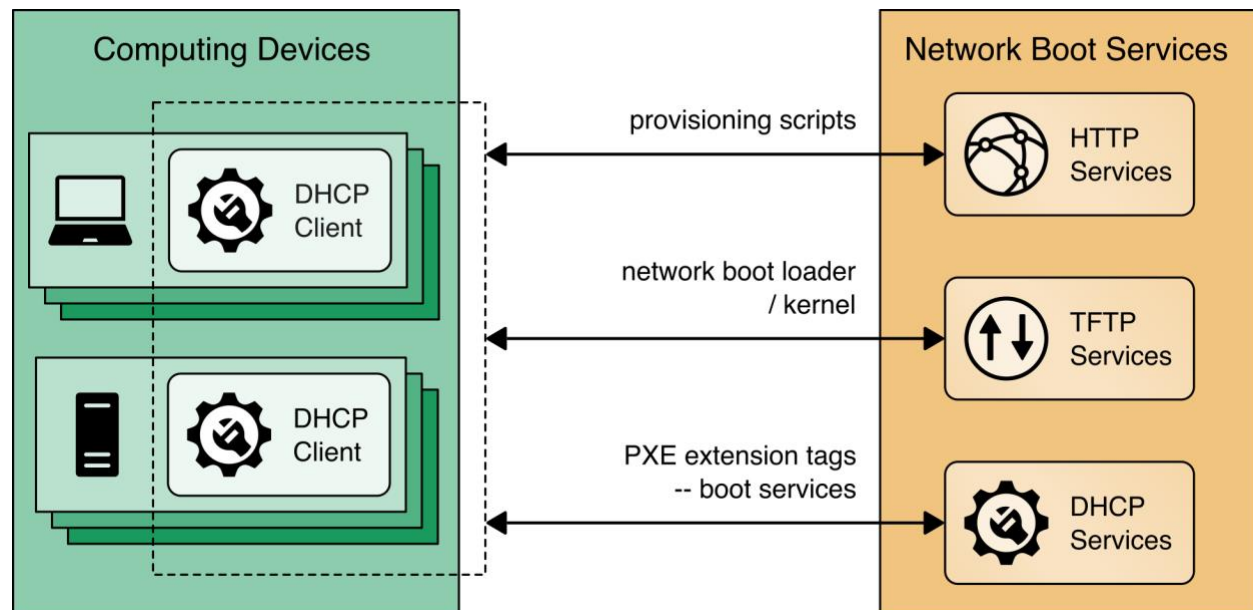 Computing Devices
DHCP
Client
DHCP
Client
provisioning scripts
network boot loader
/ kernel
PXE extension tags
-- boot services
Network Boot Services
HTTP
Services
TFTP
Services
DHCP
Services